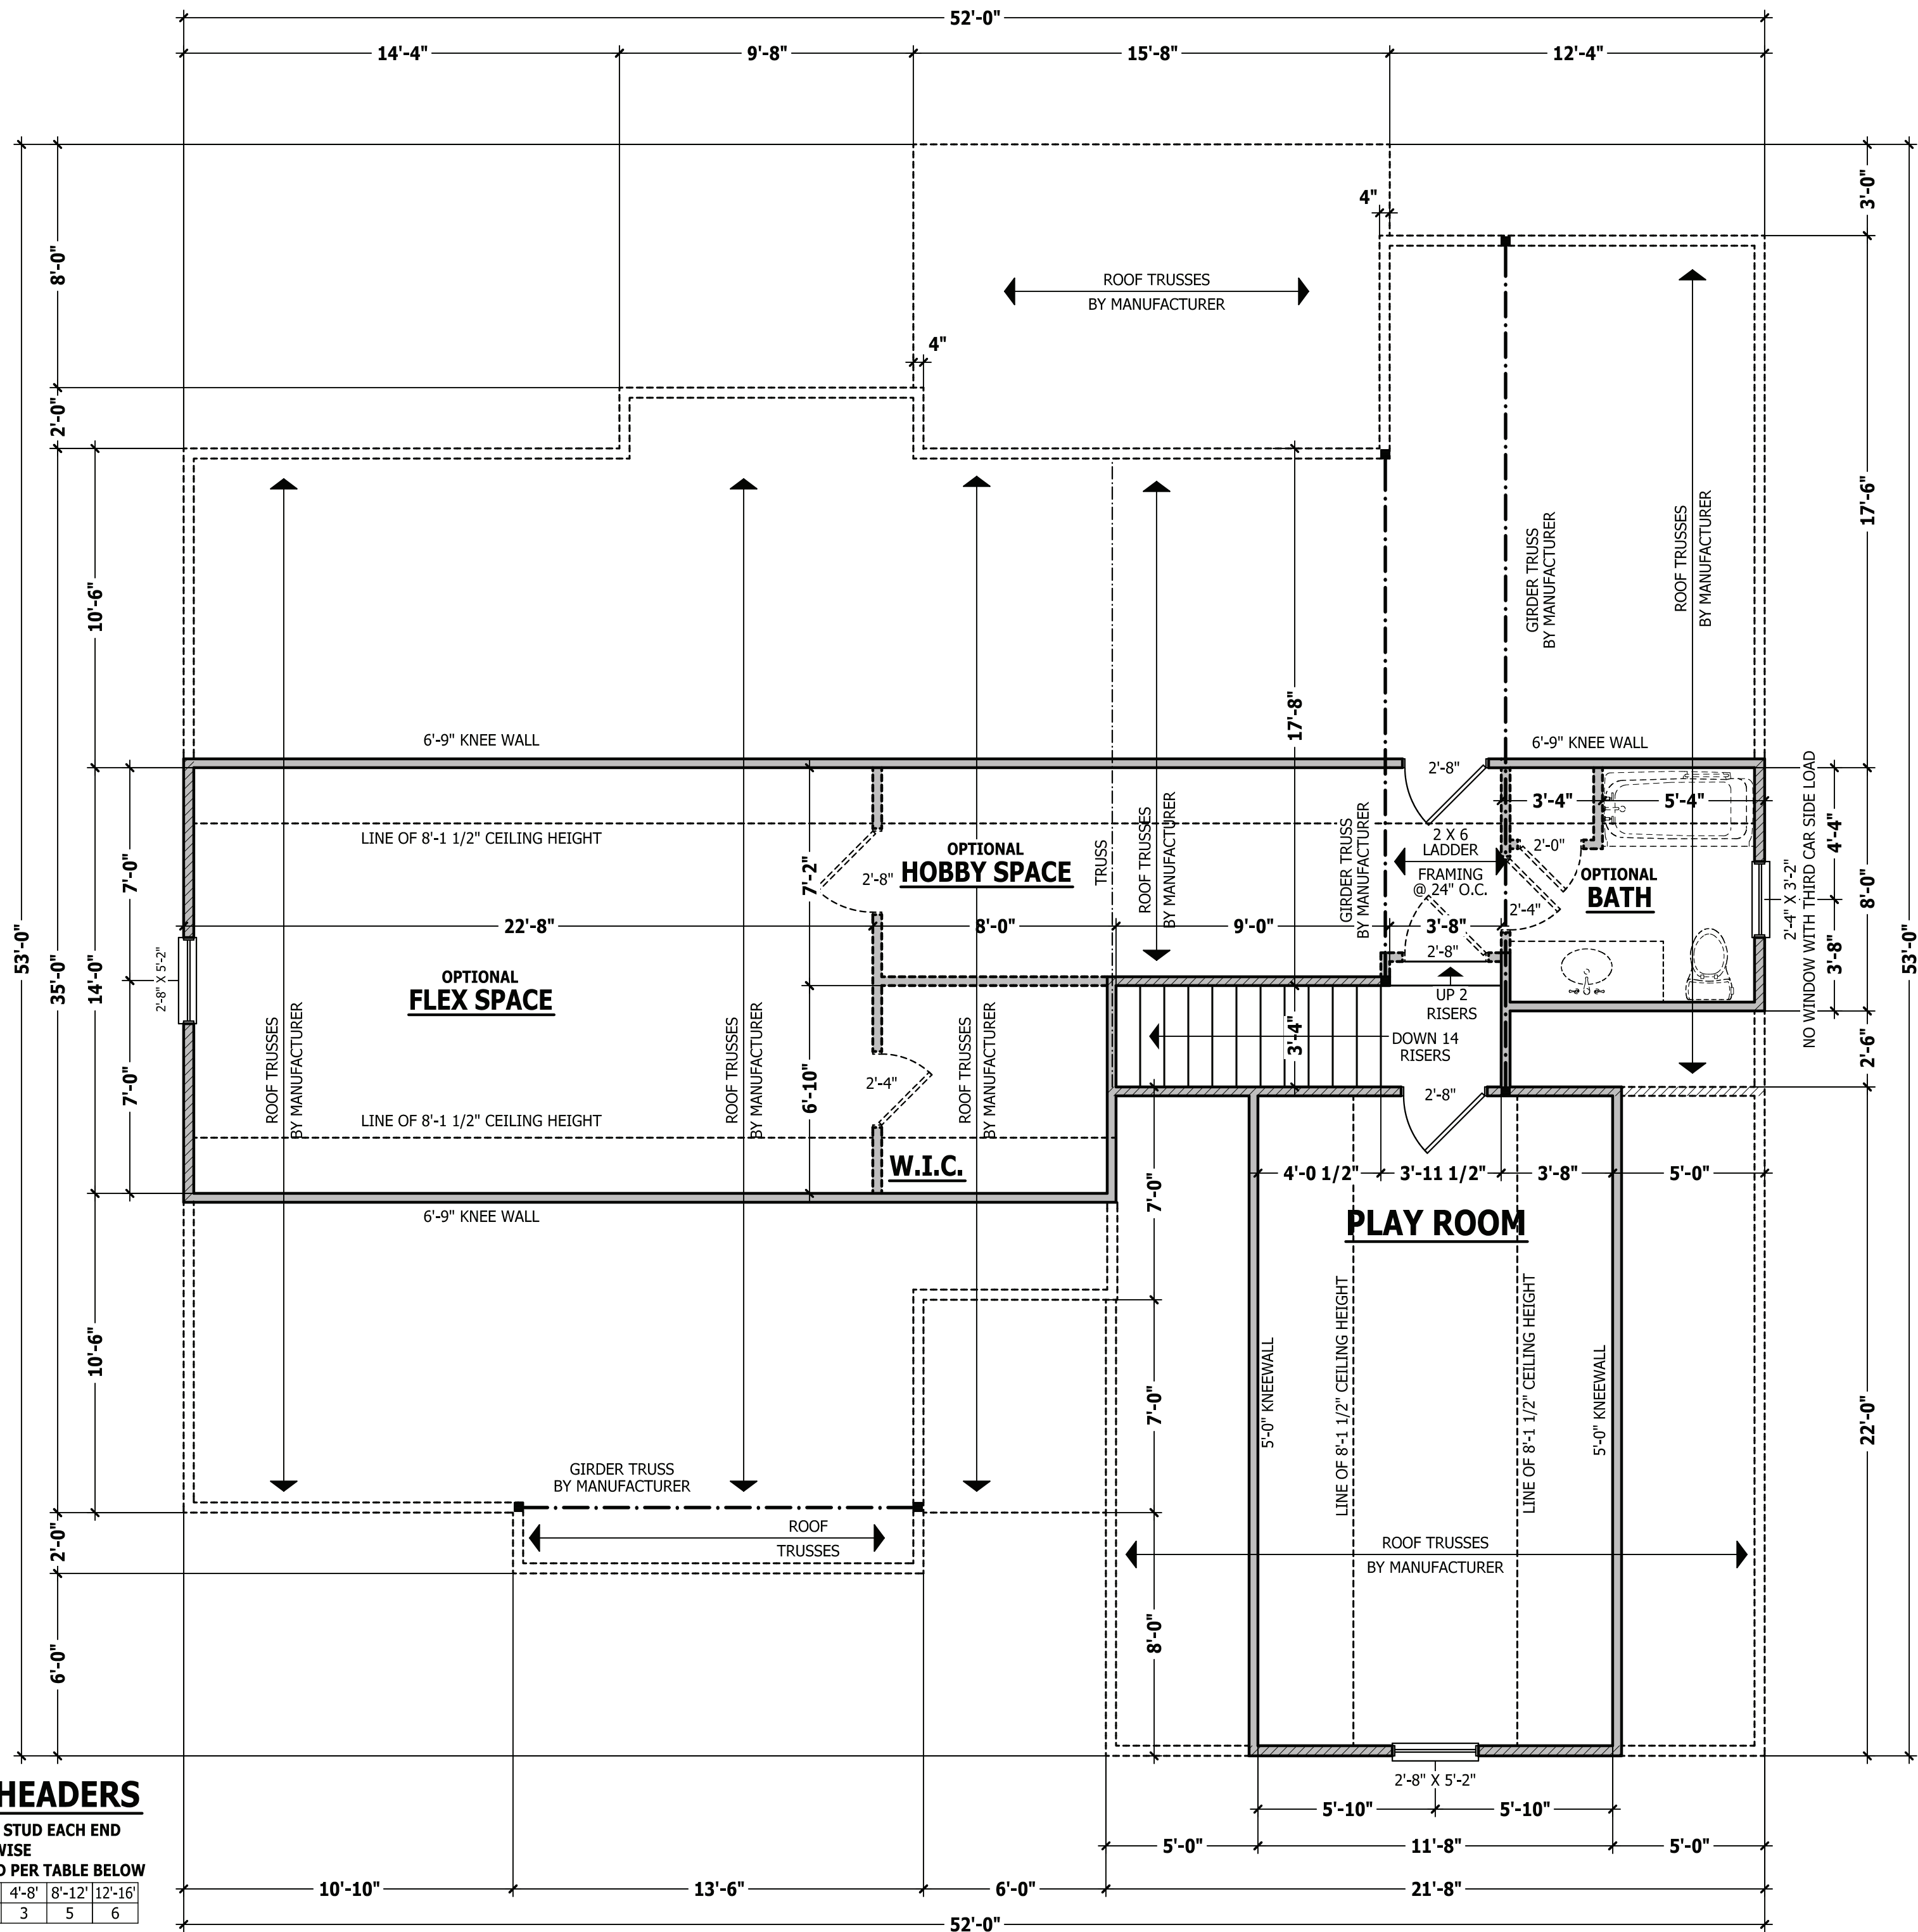 52'-0"
14'-4"
9'-8"
15'-8"
12'-4"
4"
3'-0"
8'-0"
ROOF TRUSSES
BY MANUFACTURER
4"
2'-0"
17'-6"
10'-6"
GIRDER TRUSS
BY MANUFACTURER
ROOF TRUSSES
BY MANUFACTURER
17'-8"
6'-9" KNEE WALL
6'-9" KNEE WALL
2'-8"
3'-4"
5'-4"
NO WINDOW WITH THIRD CAR SIDE LOAD
2'-4" X 3'-2"
4'-4"
LINE OF 8'-1 1/2" CEILING HEIGHT
7'-0"
7'-2"
OPTIONAL
HOBBY SPACE
2'-8"
TRUSS
ROOF TRUSSES
BY MANUFACTURER
GIRDER TRUSS
BY MANUFACTURER
2 X 6
LADDER
FRAMING
@ 24" O.C.
2'-0"
OPTIONAL
BATH
2'-4"
8'-0"
53'-0"
35'-0"
14'-0"
22'-8"
8'-0"
9'-0"
3'-8"
2'-8"
3'-8"
53'-0"
2'-8" X 5'-2"
OPTIONAL
FLEX SPACE
UP 2
RISERS
DOWN 14
RISERS
3'-4"
2'-6"
ROOF TRUSSES
BY MANUFACTURER
ROOF TRUSSES
BY MANUFACTURER
ROOF TRUSSES
BY MANUFACTURER
7'-0"
6'-10"
2'-4"
2'-8"
LINE OF 8'-1 1/2" CEILING HEIGHT
W.I.C.
4'-0 1/2"
3'-11 1/2"
3'-8"
5'-0"
7'-0"
6'-9" KNEE WALL
PLAY ROOM
10'-6"
5'-0" KNEEWALL
LINE OF 8'-1 1/2" CEILING HEIGHT
LINE OF 8'-1 1/2" CEILING HEIGHT
5'-0" KNEEWALL
7'-0"
22'-0"
GIRDER TRUSS
BY MANUFACTURER
ROOF
TRUSSES
2'-0"
ROOF TRUSSES
BY MANUFACTURER
6'-0"
8'-0"
2'-8" X 5'-2"
5'-10"
5'-10"
5'-0"
11'-8"
5'-0"
10'-10"
13'-6"
6'-0"
21'-8"
52'-0"
HEADERS
STUD EACH END
WISE
D PER TABLE BELOW
4'-8' 8'-12' 12'-16'
3 5 6